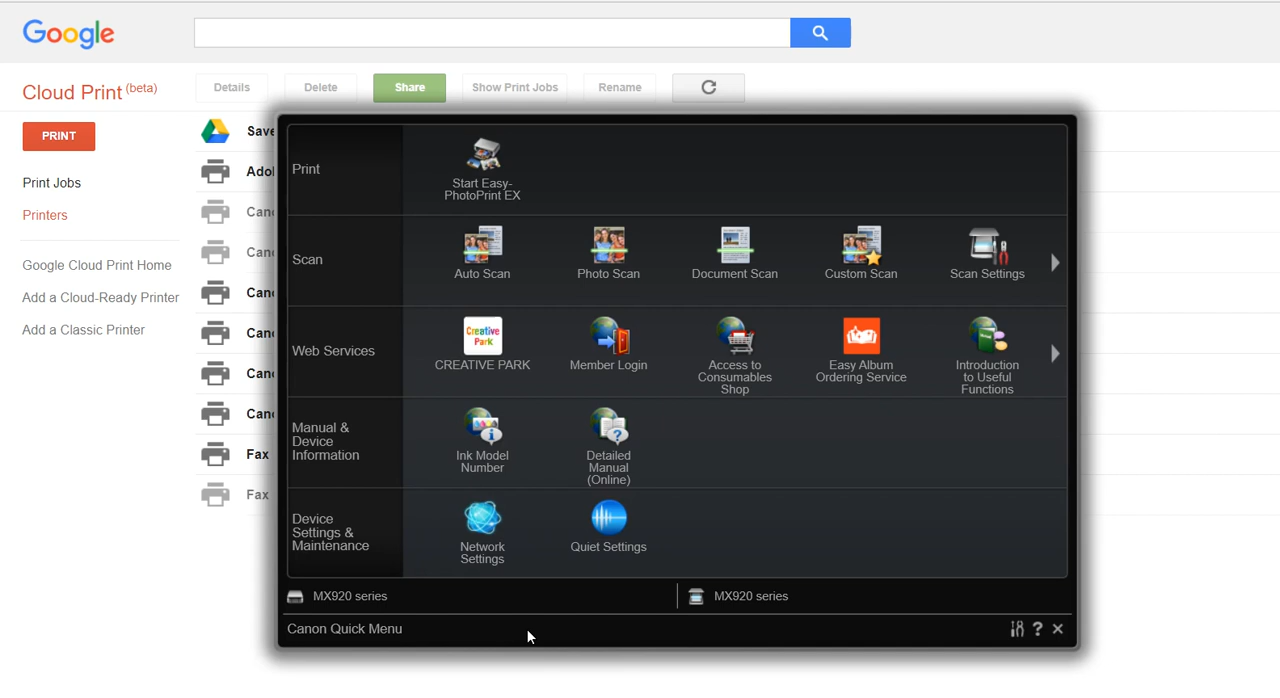 Google
Cloud Print (beta)
Details
Delete
Share
Show Print Jobs
Rename
PRINT
Print Jobs
Printers
Google Cloud Print Home
Add a Cloud-Ready Printer
Add a Classic Printer
Fax
Fax
Print
Start Easy-
PhotoPrint EX
Scan
Auto Scan
Photo Scan
Document Scan
Custom Scan
Scan Settings
Web Services
Creative
Park
CREATIVE PARK
Member Login
Access to
Consumables
Shop
Easy Album
Ordering Service
Introduction
to Useful
Functions
Manual &
Device
Information
Ink Model
Number
Detailed
Manual
(Online)
Device
Settings &
Maintenance
Network
Settings
Quiet Settings
MX920 series
MX920 series
Canon Quick Menu